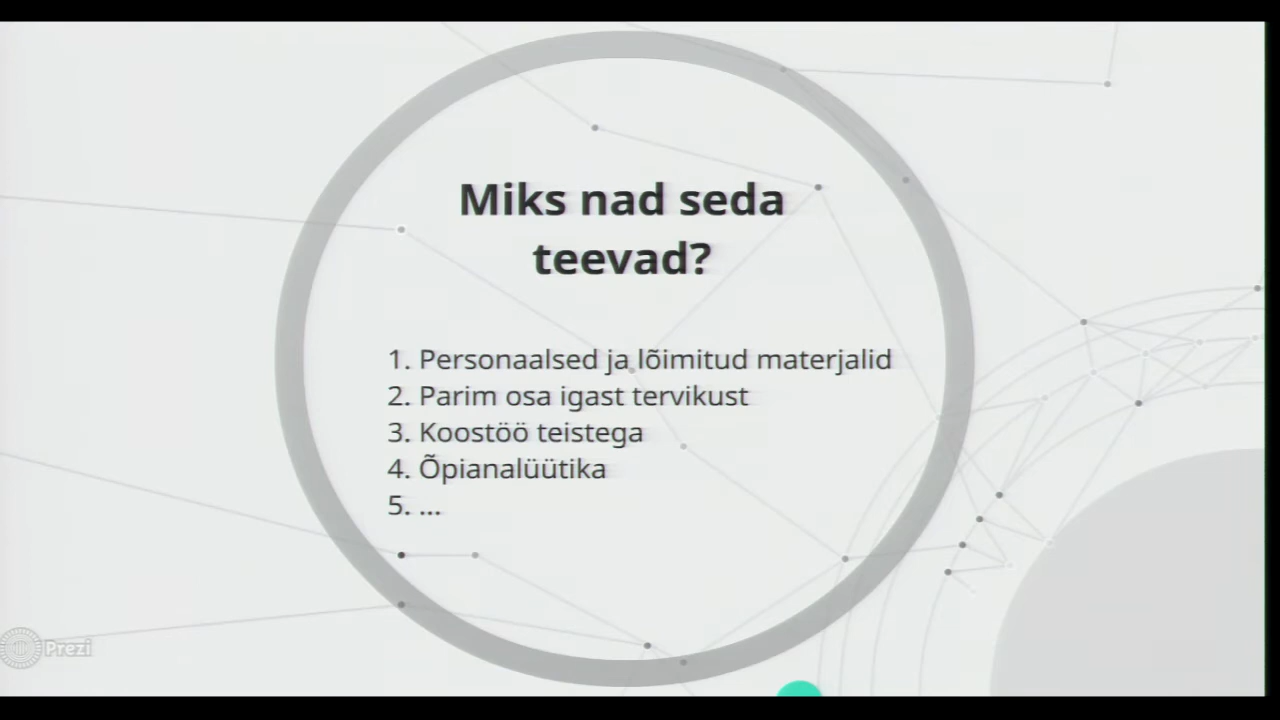 Miks nad seda
teevad?
1. Personaalsed ja lõimitud materjalid
2. Parim osa igast tervikust
3. Koostöö teistega
4. Õpianalüütika
5. ...
Prezi